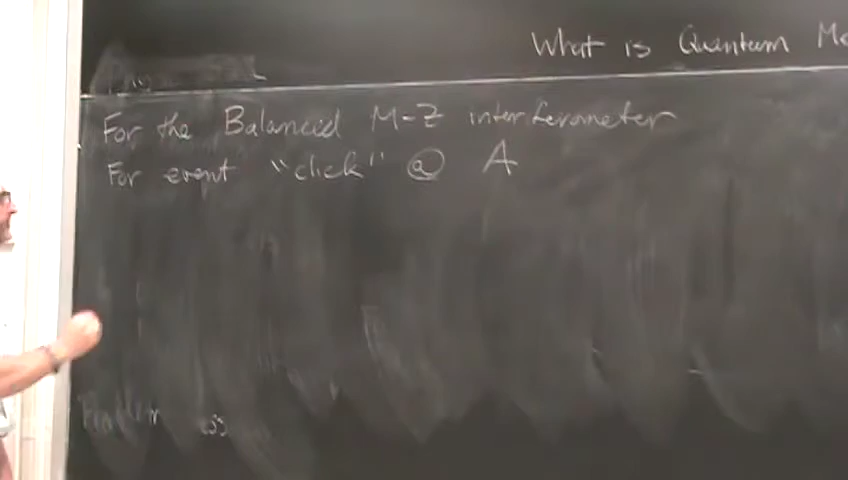 What is Quantum
For the Balanced M-Z interferometer
For event "click" @ A